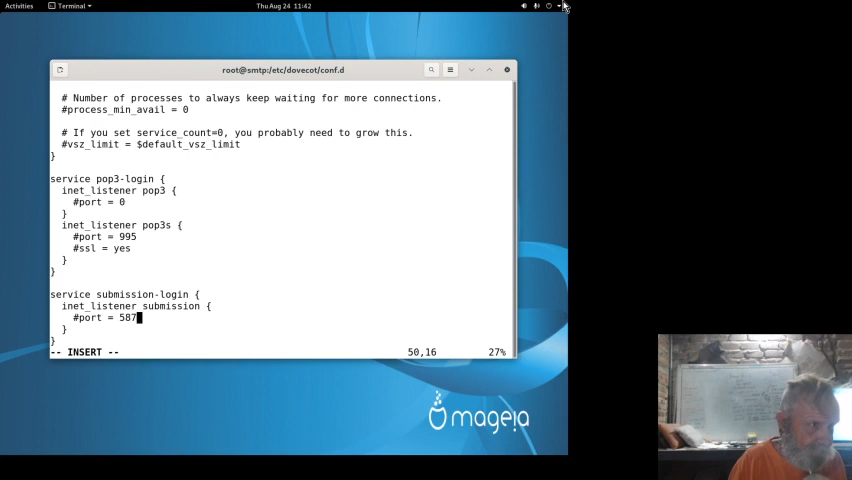 Activities
Terminal
Thu Aug 24 11:42
root@smtp:/etc/dovecot/conf.d
# Number of processes to always keep waiting for more connections.
#process_min_avail = 0
# If you set service_count=0, you probably need to grow this.
#vsz_limit = $default_vsz_limit
}
service pop3-login {
inet_listener pop3 {
#port = 0
}
inet_listener pop3s {
#port = 995
#ssl = yes
}
}
service submission-login {
inet_listener submission {
#port = 587
}
}
-- INSERT --
50,16
27%
mageia